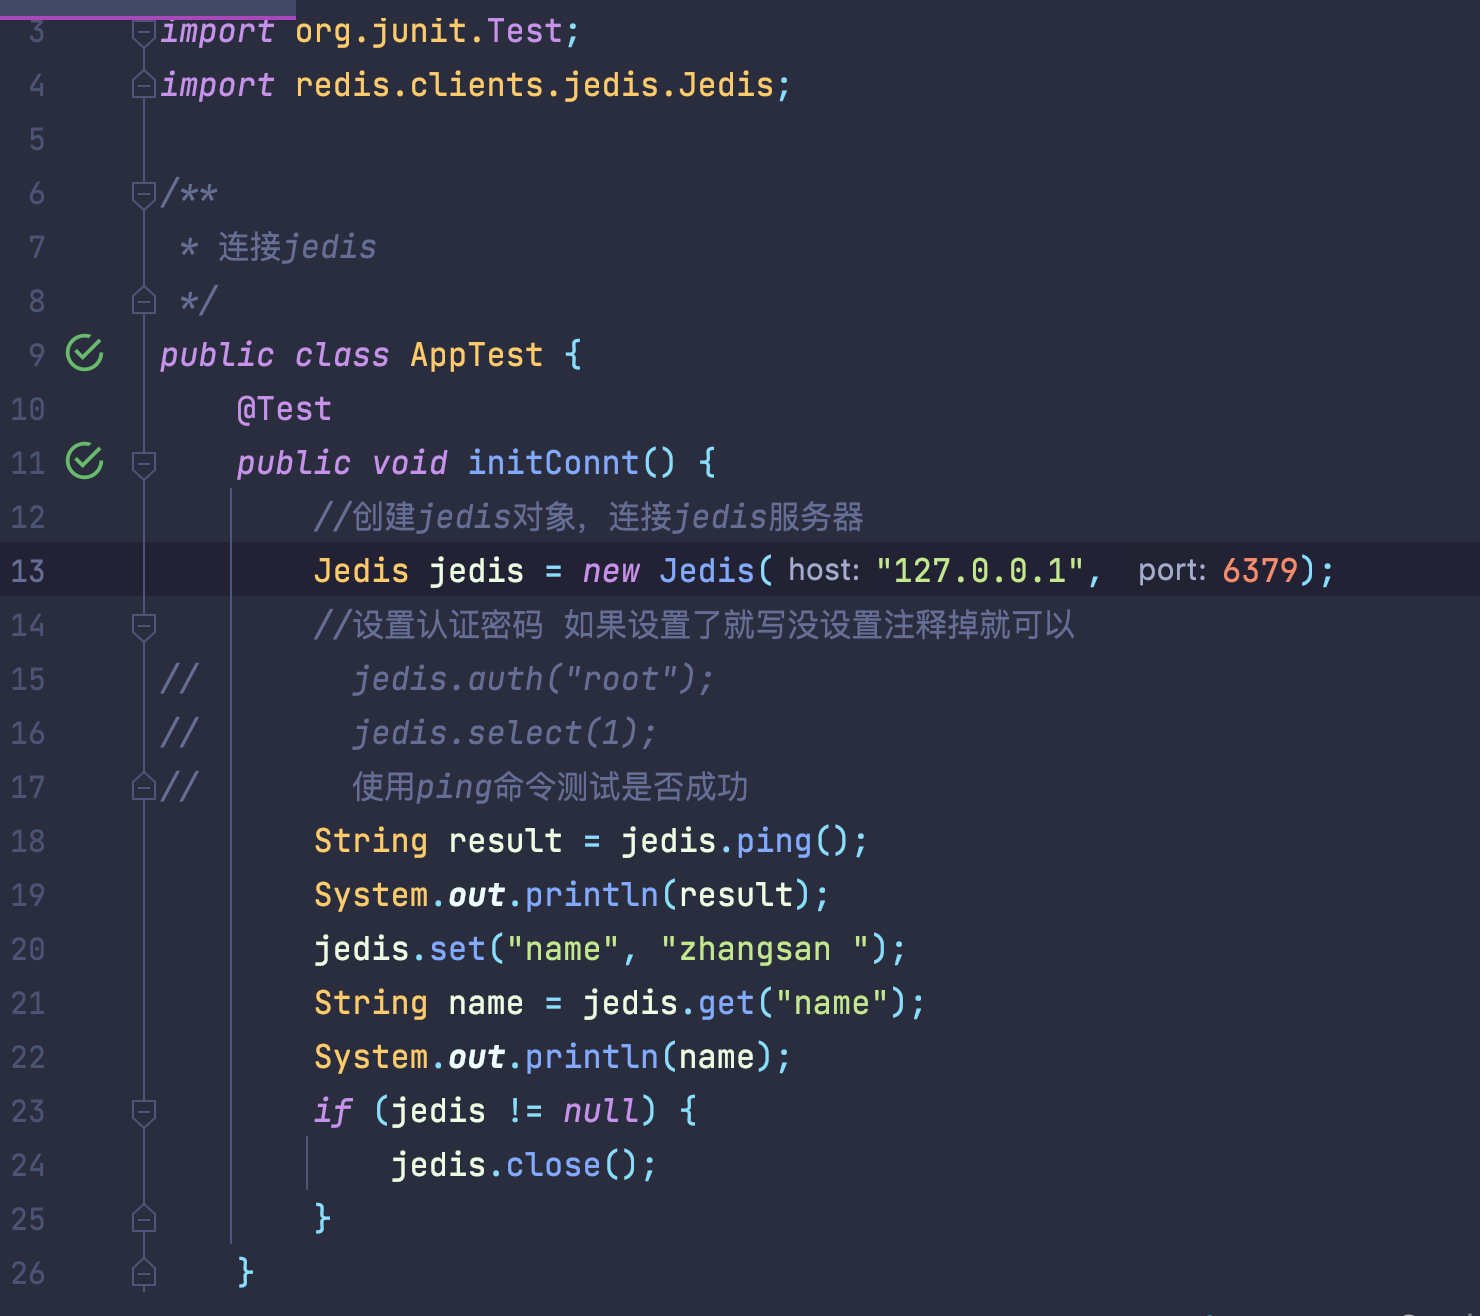 3 import org.junit.Test;
4 import redis.clients.jedis.Jedis;
5
6 /**
7  * 连接jedis
8  */
9 public class AppTest {
10     @Test
11     public void initConnt() {
12         //创建jedis对象，连接jedis服务器
13         Jedis jedis = new Jedis( host: "127.0.0.1",  port: 6379);
14         //设置认证密码 如果设置了就写没设置注释掉就可以
15 //        jedis.auth("root");
16 //        jedis.select(1);
17 //        使用ping命令测试是否成功
18         String result = jedis.ping();
19         System.out.println(result);
20         jedis.set("name", "zhangsan ");
21         String name = jedis.get("name");
22         System.out.println(name);
23         if (jedis != null) {
24             jedis.close();
25         }
26     }